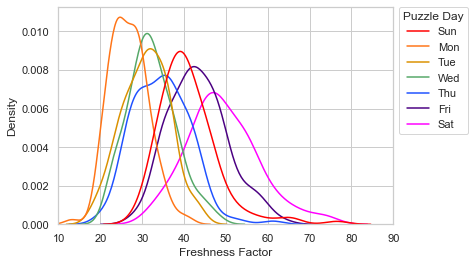 Puzzle Day
Sun
Mon
Tue
Wed
Thu
Fri
Sat
0.010
0.008
0.006
0.004
0.002
0.000
Density
10 20 30 40 50 60 70 80 90
Freshness Factor